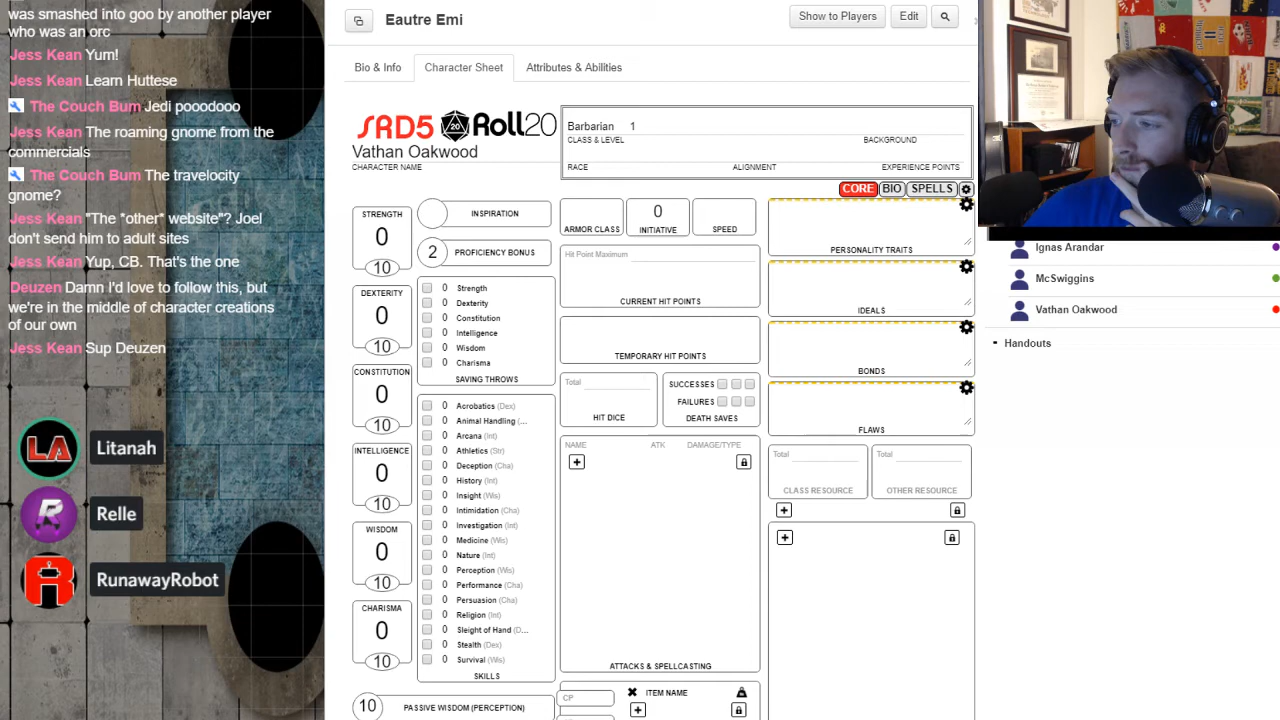 was smashed into goo by another player
who was an orc
Jess Kean Yum!
Jess Kean Learn Huttese
The Couch Bum Jedi poooodooo
Jess Kean The roaming gnome from the
commercials
The Couch Bum The travelocity
gnome?
Jess Kean "The *other* website"? Joel
don't send him to adult sites
Jess Kean Yup, CB. That's the one
Deuzen Damn I'd love to follow this, but
we're in the middle of character creations
of our own
Jess Kean Sup Deuzen
LA Litanah
R Relle
RunawayRobot
Eautre Emi
Show to Players Edit
Bio & Info Character Sheet Attributes & Abilities
SRD5 20 Roll20
Vathan Oakwood
CHARACTER NAME
Barbarian 1
CLASS & LEVEL BACKGROUND
RACE ALIGNMENT EXPERIENCE POINTS
CORE BIO SPELLS
STRENGTH
0
10
DEXTERITY
0
10
CONSTITUTION
0
10
INTELLIGENCE
0
10
WISDOM
0
10
CHARISMA
0
10
INSPIRATION
2 PROFICIENCY BONUS
0 Strength
0 Dexterity
0 Constitution
0 Intelligence
0 Wisdom
0 Charisma
SAVING THROWS
0 Acrobatics (Dex)
0 Animal Handling (...
0 Arcana (Int)
0 Athletics (Str)
0 Deception (Cha)
0 History (Int)
0 Insight (Wis)
0 Intimidation (Cha)
0 Investigation (Int)
0 Medicine (Wis)
0 Nature (Int)
0 Perception (Wis)
0 Performance (Cha)
0 Persuasion (Cha)
0 Religion (Int)
0 Sleight of Hand (D...
0 Stealth (Dex)
0 Survival (Wis)
SKILLS
10 PASSIVE WISDOM (PERCEPTION)
ARMOR CLASS
0
INITIATIVE
SPEED
Hit Point Maximum
CURRENT HIT POINTS
TEMPORARY HIT POINTS
Total
HIT DICE
SUCCESSES
FAILURES
DEATH SAVES
NAME ATK DAMAGE/TYPE
+
ATTACKS & SPELLCASTING
CP
ITEM NAME
+
PERSONALITY TRAITS
IDEALS
BONDS
FLAWS
Total
CLASS RESOURCE
Total
OTHER RESOURCE
+
+
Ignas Arandar
McSwiggins
Vathan Oakwood
Handouts